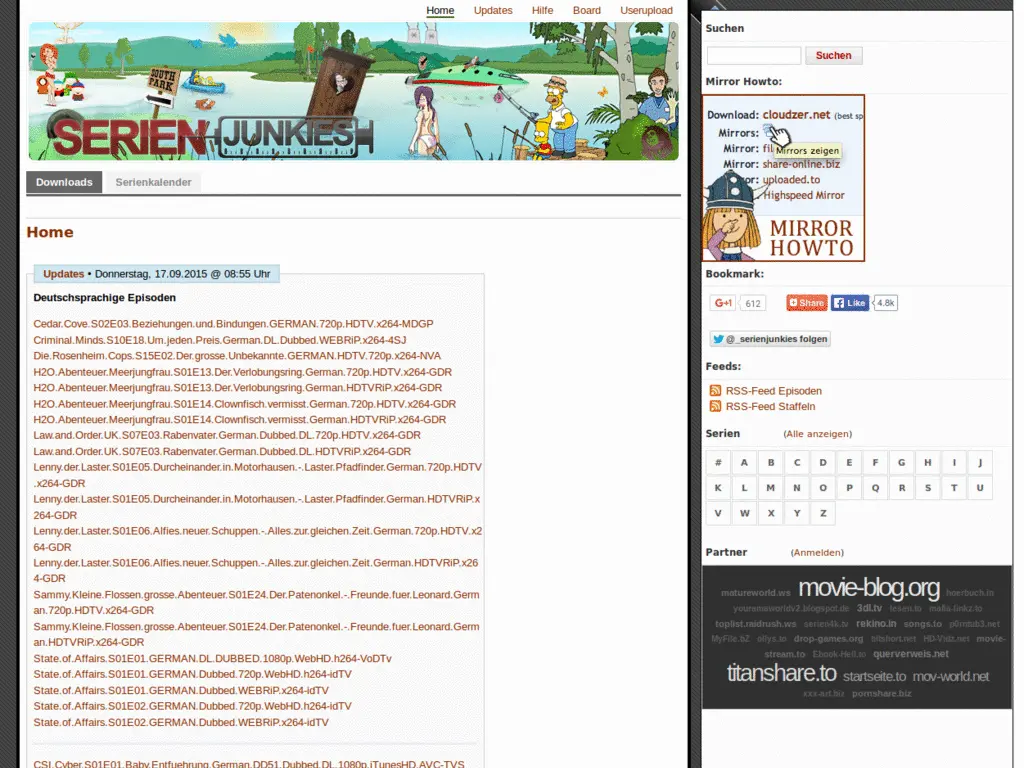 Home Updates Hilfe Board Userupload
SOUTH PARK
SERIENJUNKIES
Downloads Serienkalender
Home
Updates • Donnerstag, 17.09.2015 @ 08:55 Uhr
Deutschsprachige Episoden
Cedar.Cove.S02E03.Beziehungen.und.Bindungen.GERMAN.720p.HDTV.x264-MDGP
Criminal.Minds.S10E18.Um.jeden.Preis.German.DL.Dubbed.WEBRiP.x264-4SJ
Die.Rosenheim.Cops.S15E02.Der.grosse.Unbekannte.GERMAN.HDTV.720p.x264-NVA
H2O.Abenteuer.Meerjungfrau.S01E13.Der.Verlobungsring.German.720p.HDTV.x264-GDR
H2O.Abenteuer.Meerjungfrau.S01E13.Der.Verlobungsring.German.HDTVRiP.x264-GDR
H2O.Abenteuer.Meerjungfrau.S01E14.Clownfisch.vermisst.German.720p.HDTV.x264-GDR
H2O.Abenteuer.Meerjungfrau.S01E14.Clownfisch.vermisst.German.HDTVRiP.x264-GDR
Law.and.Order.UK.S07E03.Rabenvater.German.Dubbed.DL.720p.HDTV.x264-GDR
Law.and.Order.UK.S07E03.Rabenvater.German.Dubbed.DL.HDTVRiP.x264-GDR
Lenny.der.Laster.S01E05.Durcheinander.in.Motorhausen.-.Laster.Pfadfinder.German.720p.HDTV
.x264-GDR
Lenny.der.Laster.S01E05.Durcheinander.in.Motorhausen.-.Laster.Pfadfinder.German.HDTVRiP.x
264-GDR
Lenny.der.Laster.S01E06.Alfies.neuer.Schuppen.-.Alles.zur.gleichen.Zeit.German.720p.HDTV.x2
64-GDR
Lenny.der.Laster.S01E06.Alfies.neuer.Schuppen.-.Alles.zur.gleichen.Zeit.German.HDTVRiP.x26
4-GDR
Sammy.Kleine.Flossen.grosse.Abenteuer.S01E24.Der.Patenonkel.-.Freunde.fuer.Leonard.Germ
an.720p.HDTV.x264-GDR
Sammy.Kleine.Flossen.grosse.Abenteuer.S01E24.Der.Patenonkel.-.Freunde.fuer.Leonard.Germ
an.HDTVRiP.x264-GDR
State.of.Affairs.S01E01.GERMAN.DL.DUBBED.1080p.WebHD.h264-VoDTv
State.of.Affairs.S01E01.GERMAN.Dubbed.720p.WebHD.h264-idTV
State.of.Affairs.S01E01.GERMAN.Dubbed.WEBRiP.x264-idTV
State.of.Affairs.S01E02.GERMAN.Dubbed.720p.WebHD.h264-idTV
State.of.Affairs.S01E02.GERMAN.Dubbed.WEBRiP.x264-idTV
CSI.Cyber.S01E01.Baby.Entfuehrung.German.DD51.Dubbed.DL.1080p.iTunesHD.AVC-TVS
Suchen
Suchen
Mirror Howto:
Download: cloudzer.net (best sp
Mirrors:
Mirrors zeigen
Mirror: fil
Mirror: share-online.biz
or: uploaded.to
Highspeed Mirror
MIRROR
HOWTO
Bookmark:
G+1 612 Share Like 4.8k
@_serienjunkies folgen
Feeds:
RSS-Feed Episoden
RSS-Feed Staffeln
Serien (Alle anzeigen)
# A B C D E F G H I J
K L M N O P Q R S T U
V W X Y Z
Partner (Anmelden)
matureworld.ws movie-blog.org hoerbuch.in
youramsworldv2.blogspot.de 3dl.tv lesen.to mafia-linkz.to
toplist.raidrush.ws serien4k.tv rekino.in songs.to p0rntub3.net
MyFile.bZ ollys.to drop-games.org bitshort.net HD-Vidz.net movie-
stream.to Ebook-Hell.to querverweis.net
titanshare.to startseite.to mov-world.net
xxx-art.biz pornshare.biz